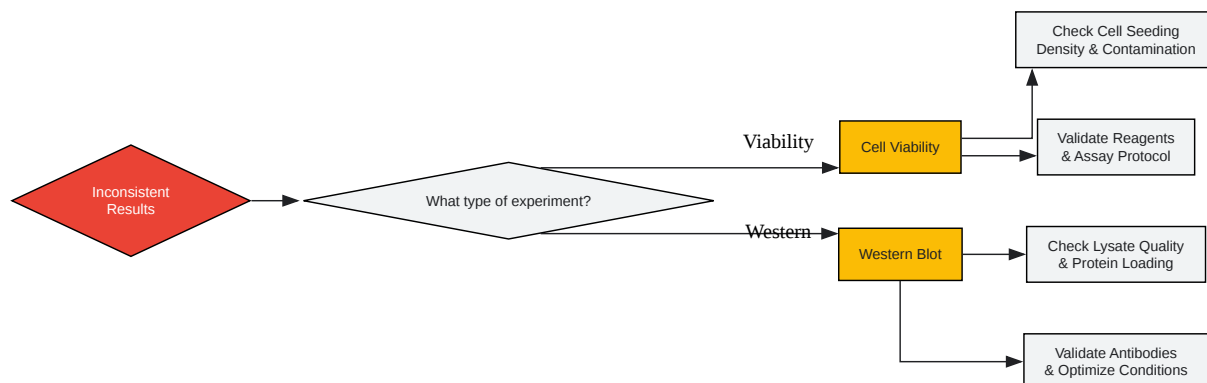 Inconsistent
Results
What type of experiment?
Viability
Western
Cell Viability
Western Blot
Check Cell Seeding
Density & Contamination
Validate Reagents
& Assay Protocol
Check Lysate Quality
& Protein Loading
Validate Antibodies
& Optimize Conditions